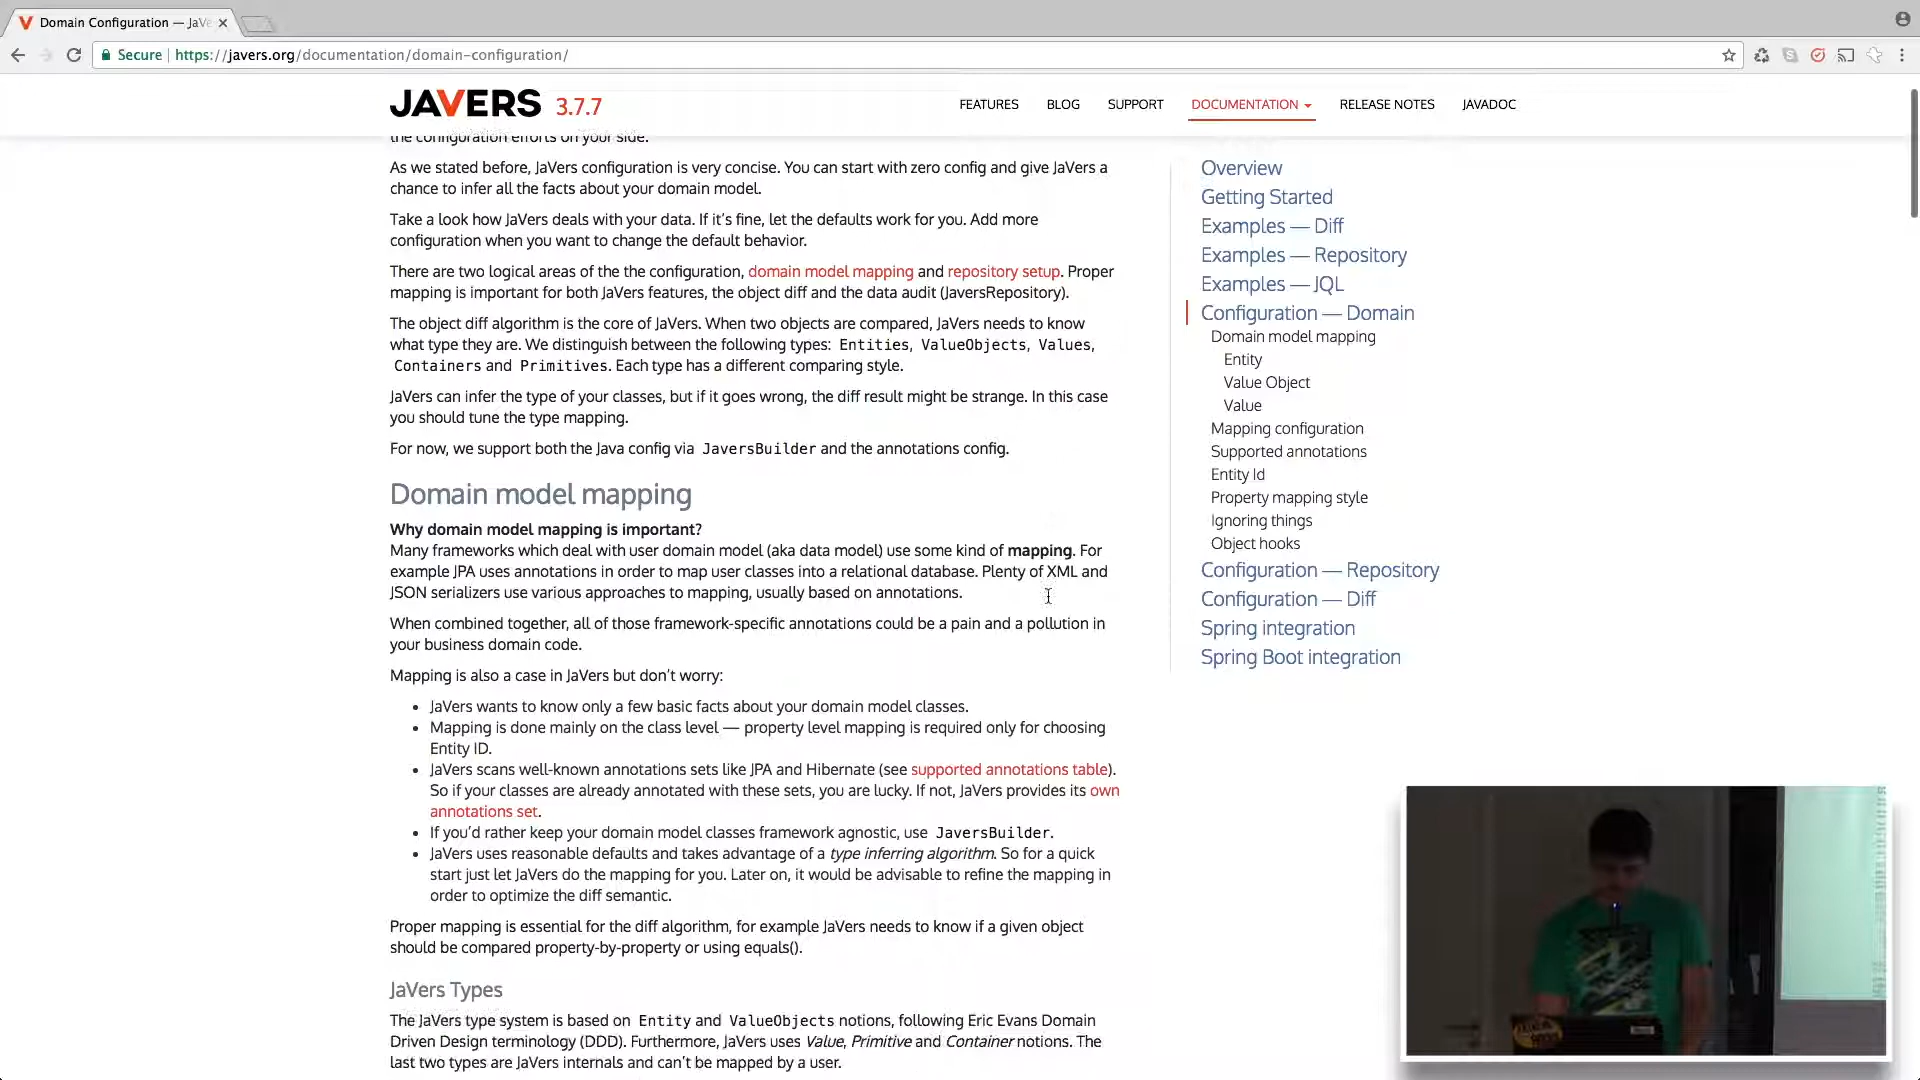 Domain Configuration — JaVe
Secure | https://javers.org/documentation/domain-configuration/
JAVERS 3.7.7
FEATURES BLOG SUPPORT DOCUMENTATION RELEASE NOTES JAVADOC
the configuration efforts on your side.
As we stated before, JaVers configuration is very concise. You can start with zero config and give JaVers a
chance to infer all the facts about your domain model.
Take a look how JaVers deals with your data. If it's fine, let the defaults work for you. Add more
configuration when you want to change the default behavior.
There are two logical areas of the the configuration, domain model mapping and repository setup. Proper
mapping is important for both JaVers features, the object diff and the data audit (JaversRepository).
The object diff algorithm is the core of JaVers. When two objects are compared, JaVers needs to know
what type they are. We distinguish between the following types: Entities, ValueObjects, Values,
Containers and Primitives. Each type has a different comparing style.
JaVers can infer the type of your classes, but if it goes wrong, the diff result might be strange. In this case
you should tune the type mapping.
For now, we support both the Java config via JaversBuilder and the annotations config.
Domain model mapping
Why domain model mapping is important?
Many frameworks which deal with user domain model (aka data model) use some kind of mapping. For
example JPA uses annotations in order to map user classes into a relational database. Plenty of XML and
JSON serializers use various approaches to mapping, usually based on annotations.
When combined together, all of those framework-specific annotations could be a pain and a pollution in
your business domain code.
Mapping is also a case in JaVers but don't worry:
• JaVers wants to know only a few basic facts about your domain model classes.
• Mapping is done mainly on the class level — property level mapping is required only for choosing
Entity ID.
• JaVers scans well-known annotations sets like JPA and Hibernate (see supported annotations table).
So if your classes are already annotated with these sets, you are lucky. If not, JaVers provides its own
annotations set.
• If you'd rather keep your domain model classes framework agnostic, use JaversBuilder.
• JaVers uses reasonable defaults and takes advantage of a type inferring algorithm. So for a quick
start just let JaVers do the mapping for you. Later on, it would be advisable to refine the mapping in
order to optimize the diff semantic.
Proper mapping is essential for the diff algorithm, for example JaVers needs to know if a given object
should be compared property-by-property or using equals().
JaVers Types
The JaVers type system is based on Entity and ValueObjects notions, following Eric Evans Domain
Driven Design terminology (DDD). Furthermore, JaVers uses Value, Primitive and Container notions. The
last two types are JaVers internals and can't be mapped by a user.
Overview
Getting Started
Examples — Diff
Examples — Repository
Examples — JQL
Configuration — Domain
Domain model mapping
Entity
Value Object
Value
Mapping configuration
Supported annotations
Entity Id
Property mapping style
Ignoring things
Object hooks
Configuration — Repository
Configuration — Diff
Spring integration
Spring Boot integration